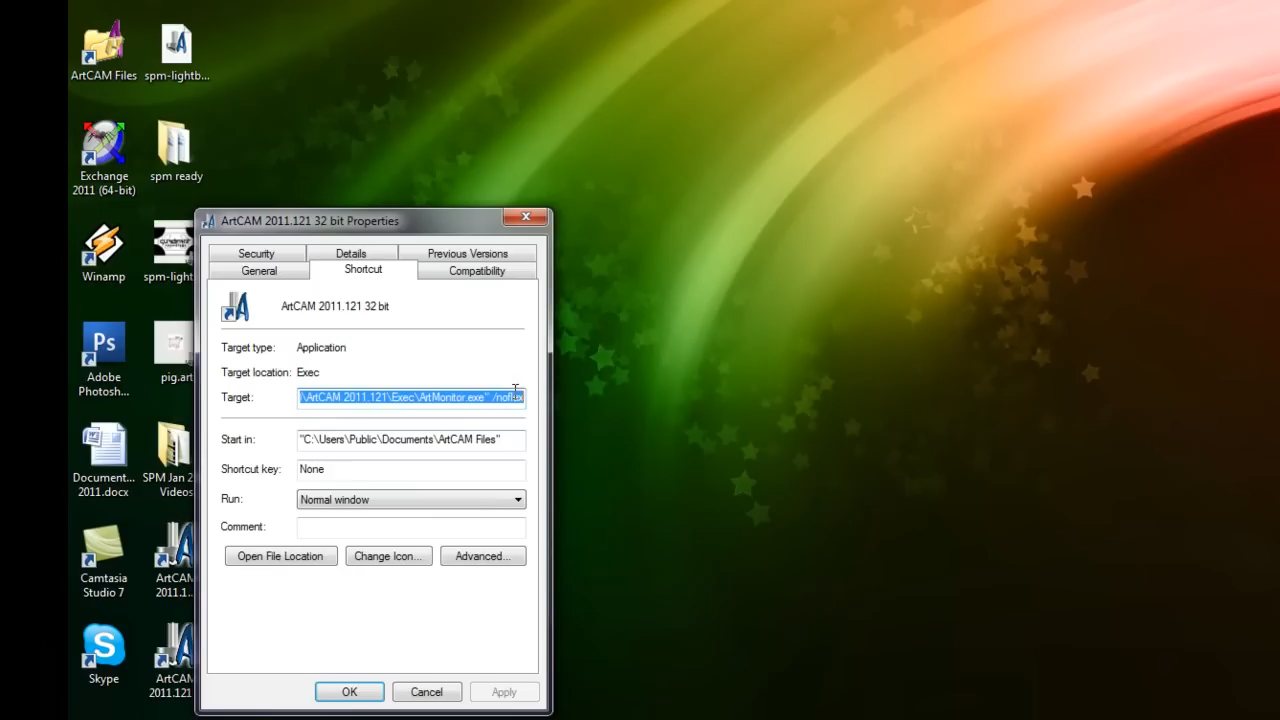 ArtCAM Files
spm-lightb...
Exchange
2011 (64-bit)
spm ready
Winamp
spm-light
Ps
Adobe
Photosh...
pig.art
Document...
2011.docx
SPM Jan 2
Videos
Camtasia
Studio 7
ArtCAM
2011.1...
Skype
ArtCAM
2011.121
ArtCAM 2011.121 32 bit Properties
Security
Details
Previous Versions
General
Shortcut
Compatibility
ArtCAM 2011.121 32 bit
Target type: Application
Target location: Exec
Target: \ArtCAM 2011.121\Exec\ArtMonitor.exe" /noflex
Start in: "C:\Users\Public\Documents\ArtCAM Files"
Shortcut key: None
Run: Normal window
Comment:
Open File Location
Change Icon...
Advanced...
OK
Cancel
Apply